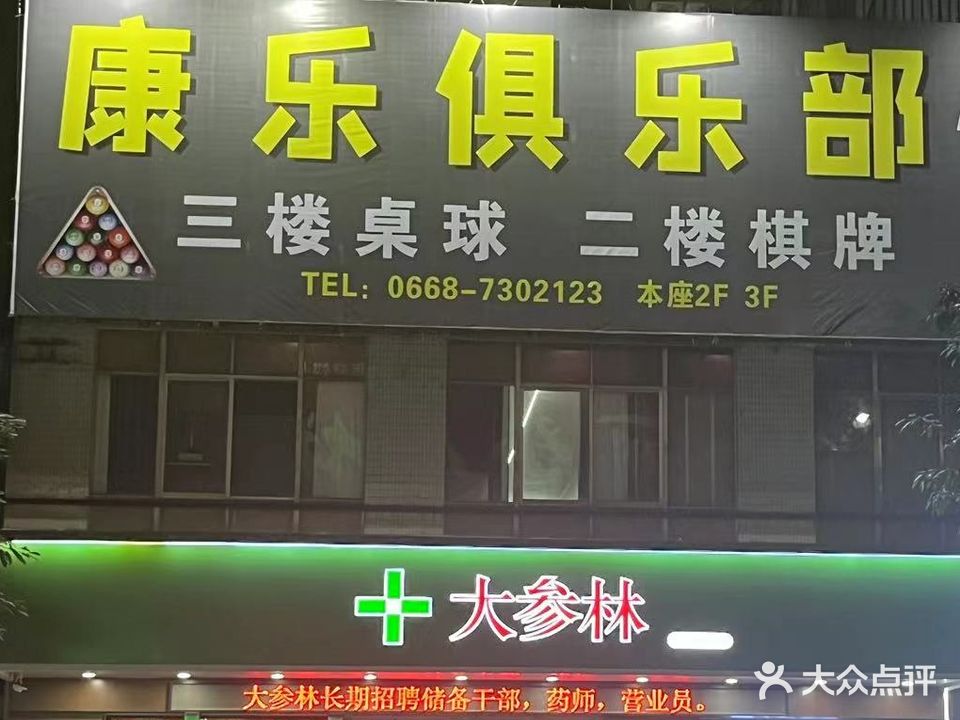 康乐俱乐部
三楼桌球 二楼棋牌
TEL: 0668-7302123 本座2F 3F
大参林
大参林长期招聘储备干部，药师，营业员。
大众点评